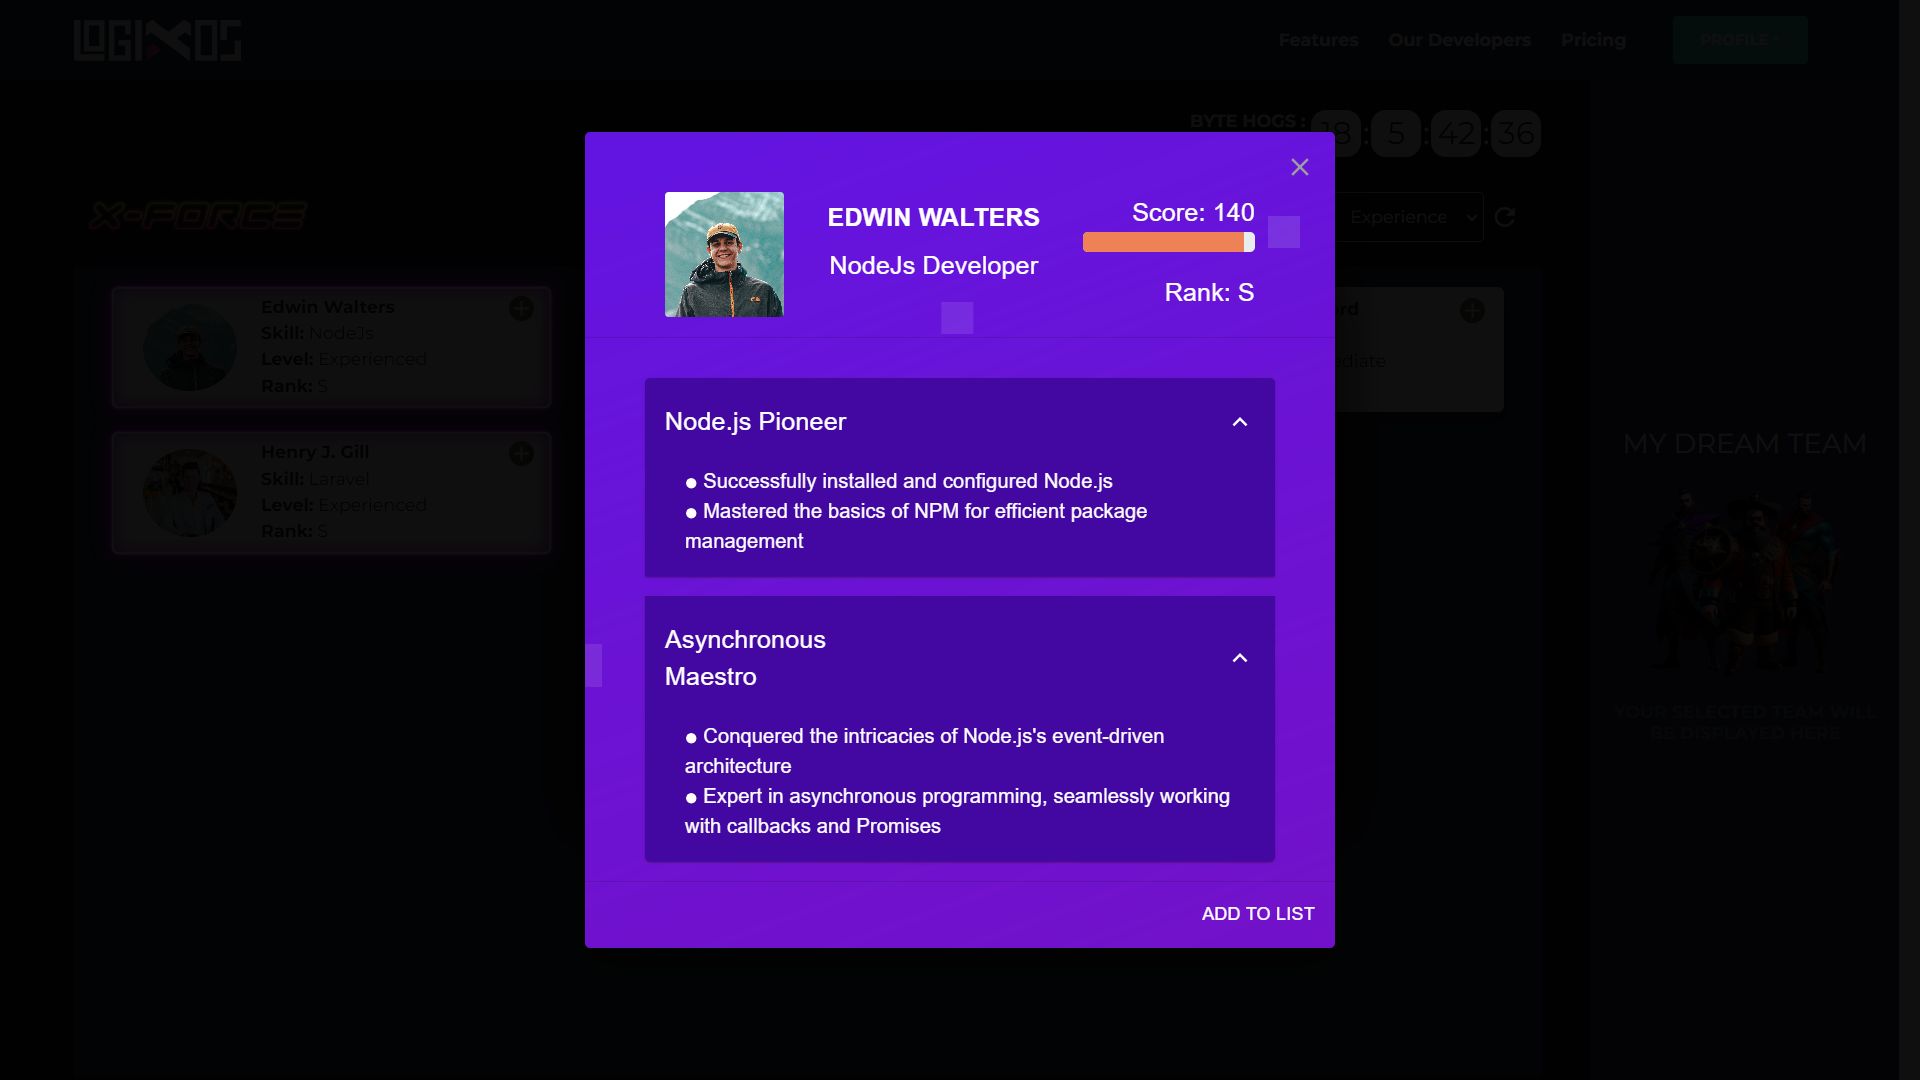 LOGIXOS
Features
Our Developers
Pricing
PROFILE
BYTE HOGS :
18 : 5 : 42 : 36
X-FORCE
Experience
Edwin Walters
Skill: NodeJs
Level: Experienced
Rank: S
Henry J. Gill
Skill: Laravel
Level: Experienced
Rank: S
EDWIN WALTERS
NodeJs Developer
Score: 140
Rank: S
Node.js Pioneer
● Successfully installed and configured Node.js
● Mastered the basics of NPM for efficient package
management
Asynchronous
Maestro
● Conquered the intricacies of Node.js's event-driven
architecture
● Expert in asynchronous programming, seamlessly working
with callbacks and Promises
ADD TO LIST
MY DREAM TEAM
YOUR SELECTED TEAM WILL
BE DISPLAYED HERE